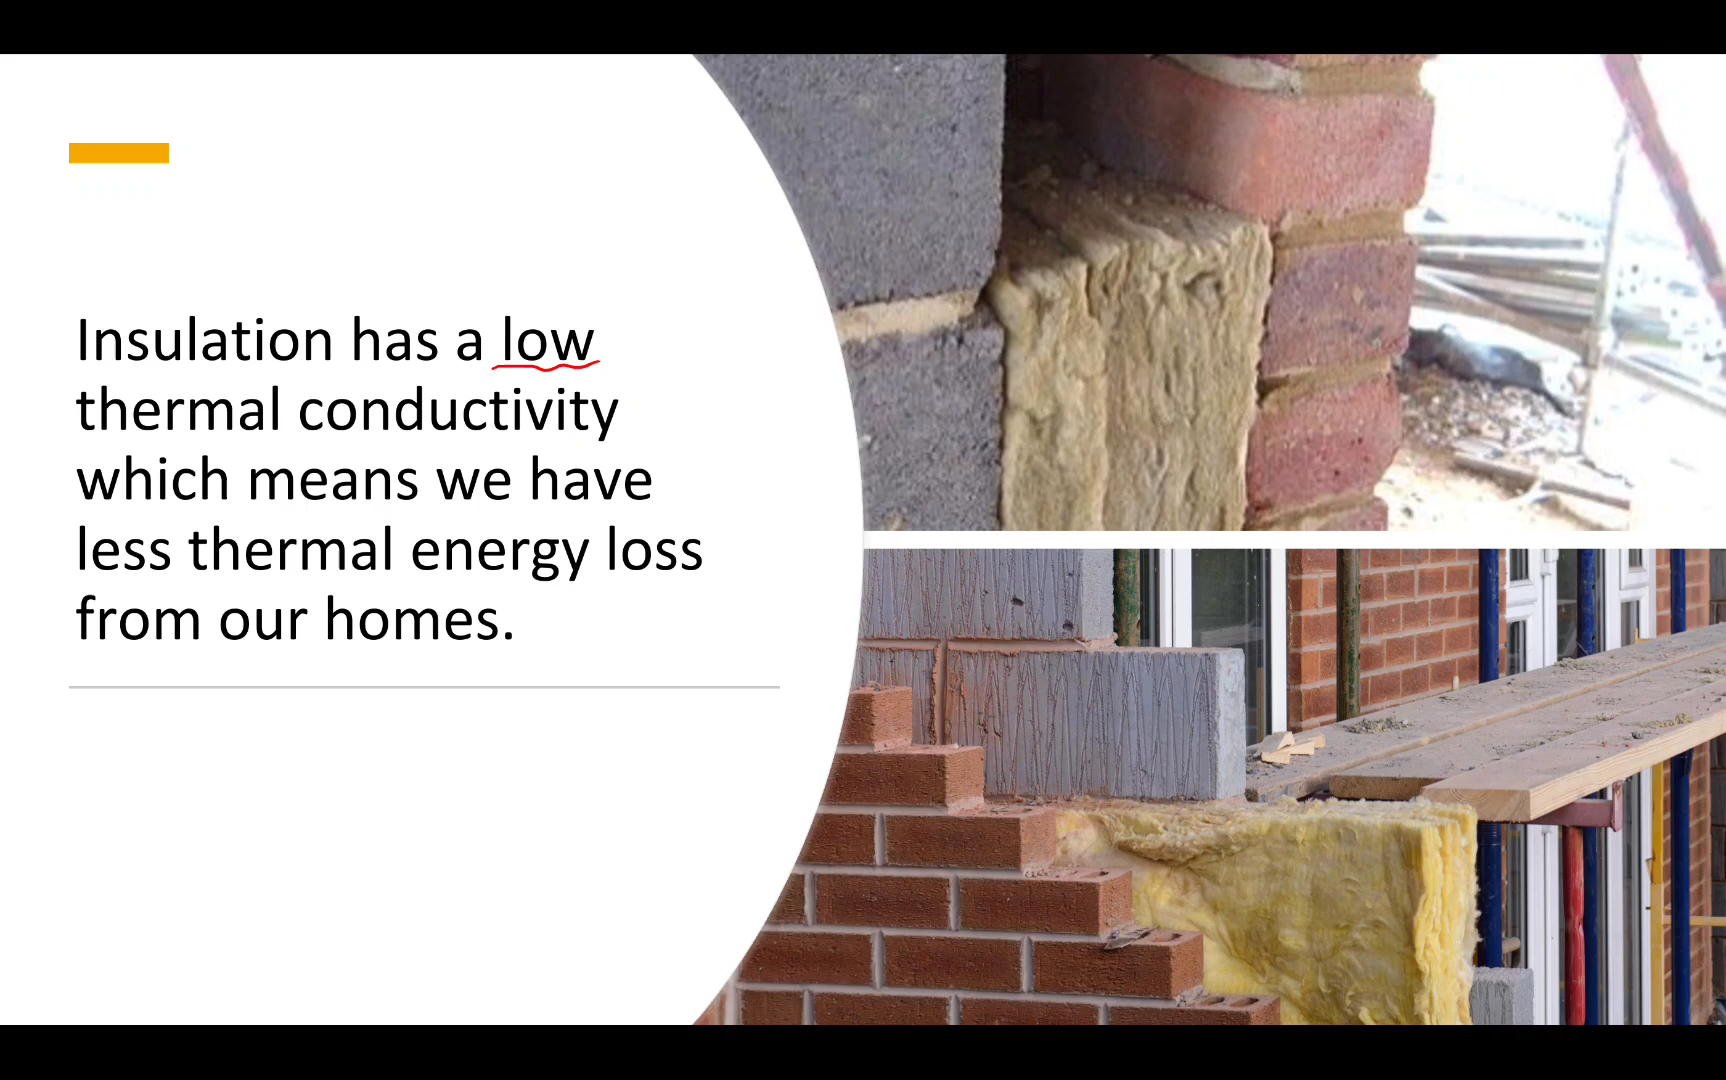 Insulation has a low
thermal conductivity
which means we have
less thermal energy loss
from our homes.